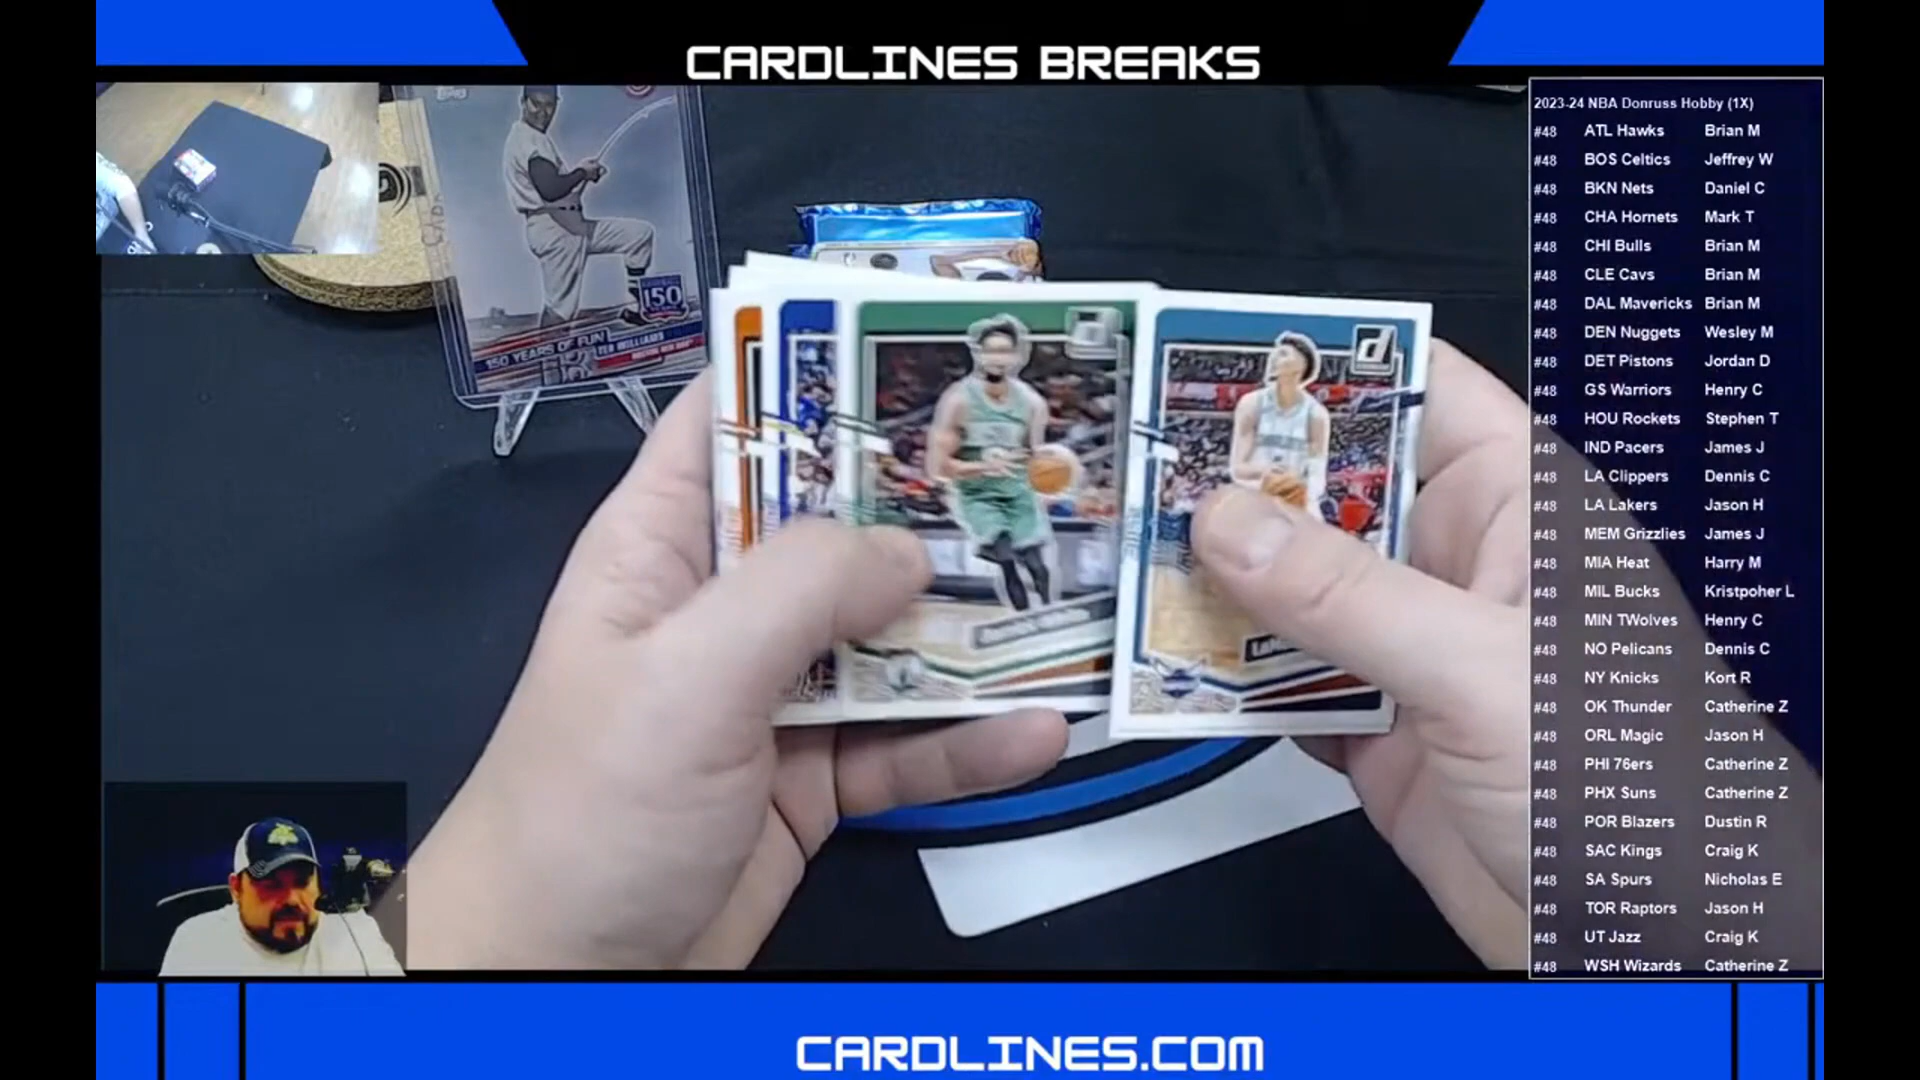 CARDLINES BREAKS
topps
150
150 YEARS OF FUN
TED WILLIAMS
2023-24 NBA Donruss Hobby (1X)
#48 ATL Hawks Brian M
#48 BOS Celtics Jeffrey W
#48 BKN Nets Daniel C
#48 CHA Hornets Mark T
#48 CHI Bulls Brian M
#48 CLE Cavs Brian M
#48 DAL Mavericks Brian M
#48 DEN Nuggets Wesley M
#48 DET Pistons Jordan D
#48 GS Warriors Henry C
#48 HOU Rockets Stephen T
#48 IND Pacers James J
#48 LA Clippers Dennis C
#48 LA Lakers Jason H
#48 MEM Grizzlies James J
#48 MIA Heat Harry M
#48 MIL Bucks Kristpoher L
#48 MIN TWolves Henry C
#48 NO Pelicans Dennis C
#48 NY Knicks Kort R
#48 OK Thunder Catherine Z
#48 ORL Magic Jason H
#48 PHI 76ers Catherine Z
#48 PHX Suns Catherine Z
#48 POR Blazers Dustin R
#48 SAC Kings Craig K
#48 SA Spurs Nicholas E
#48 TOR Raptors Jason H
#48 UT Jazz Craig K
#48 WSH Wizards Catherine Z
CARDLINES.COM